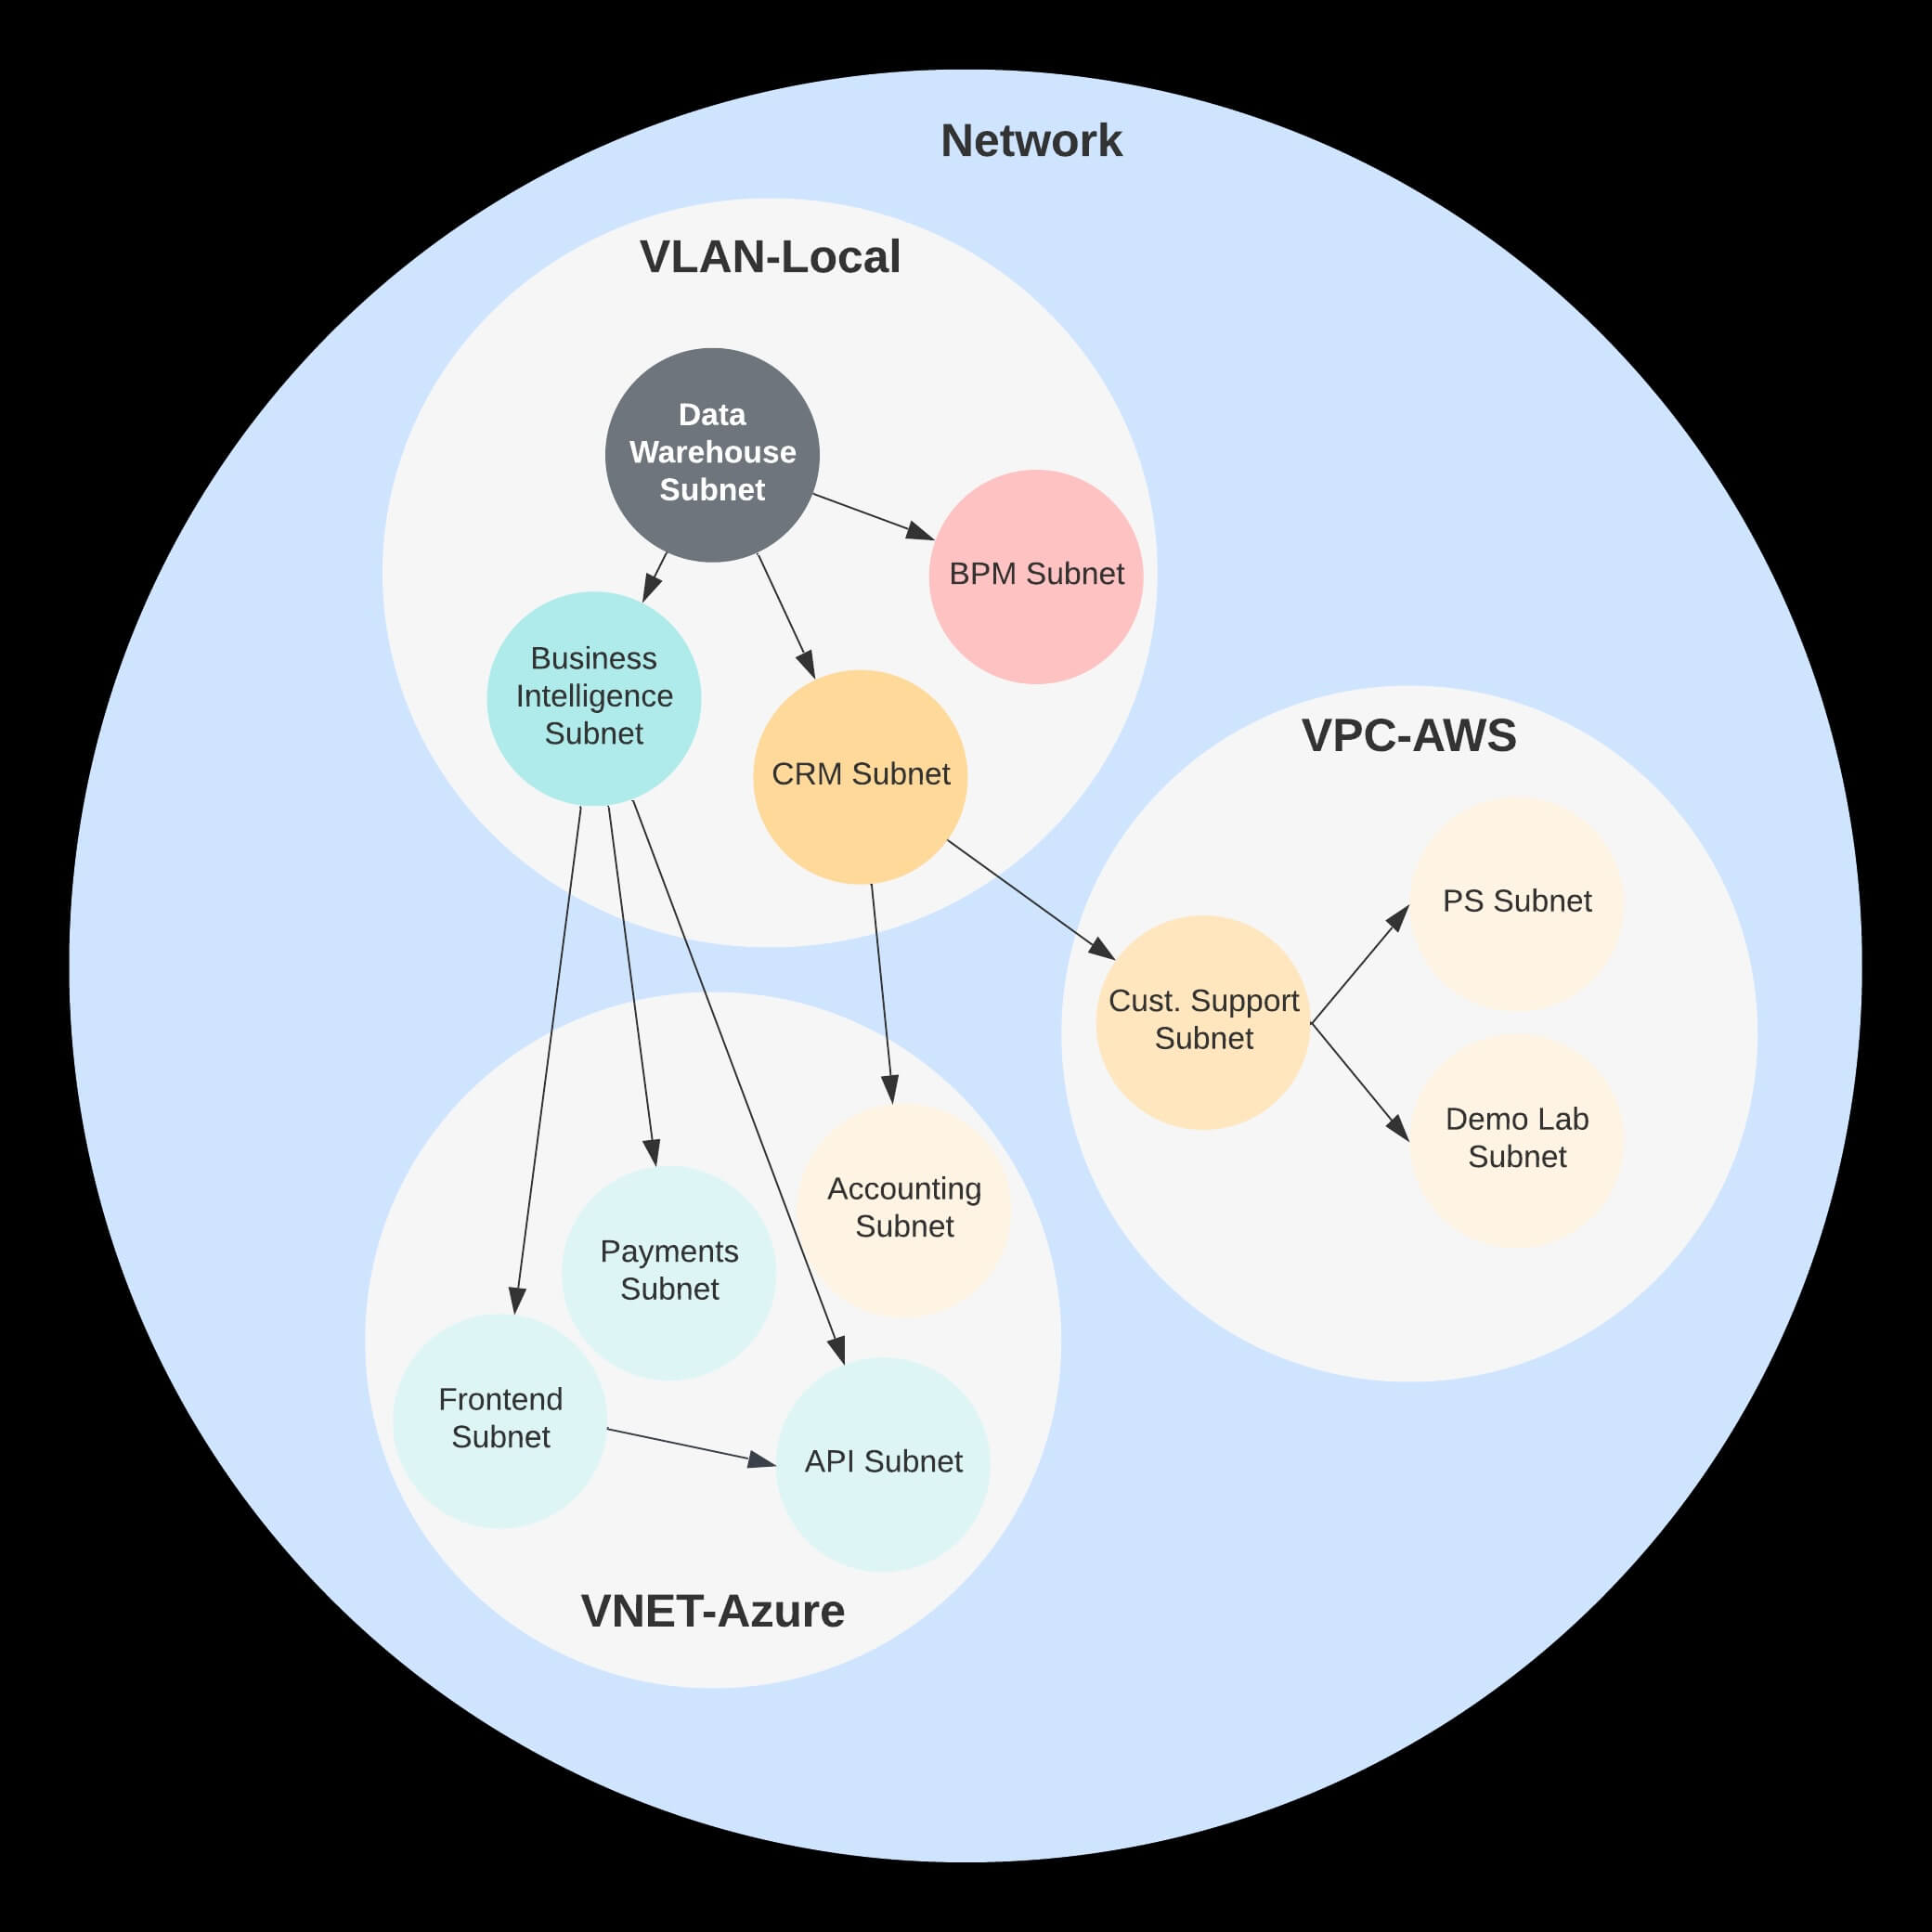 Network
VLAN-Local
Data
Warehouse
Subnet
BPM Subnet
Business
Intelligence
Subnet
CRM Subnet
VPC-AWS
PS Subnet
Cust. Support
Subnet
Demo Lab
Subnet
Accounting
Subnet
Payments
Subnet
Frontend
Subnet
API Subnet
VNET-Azure